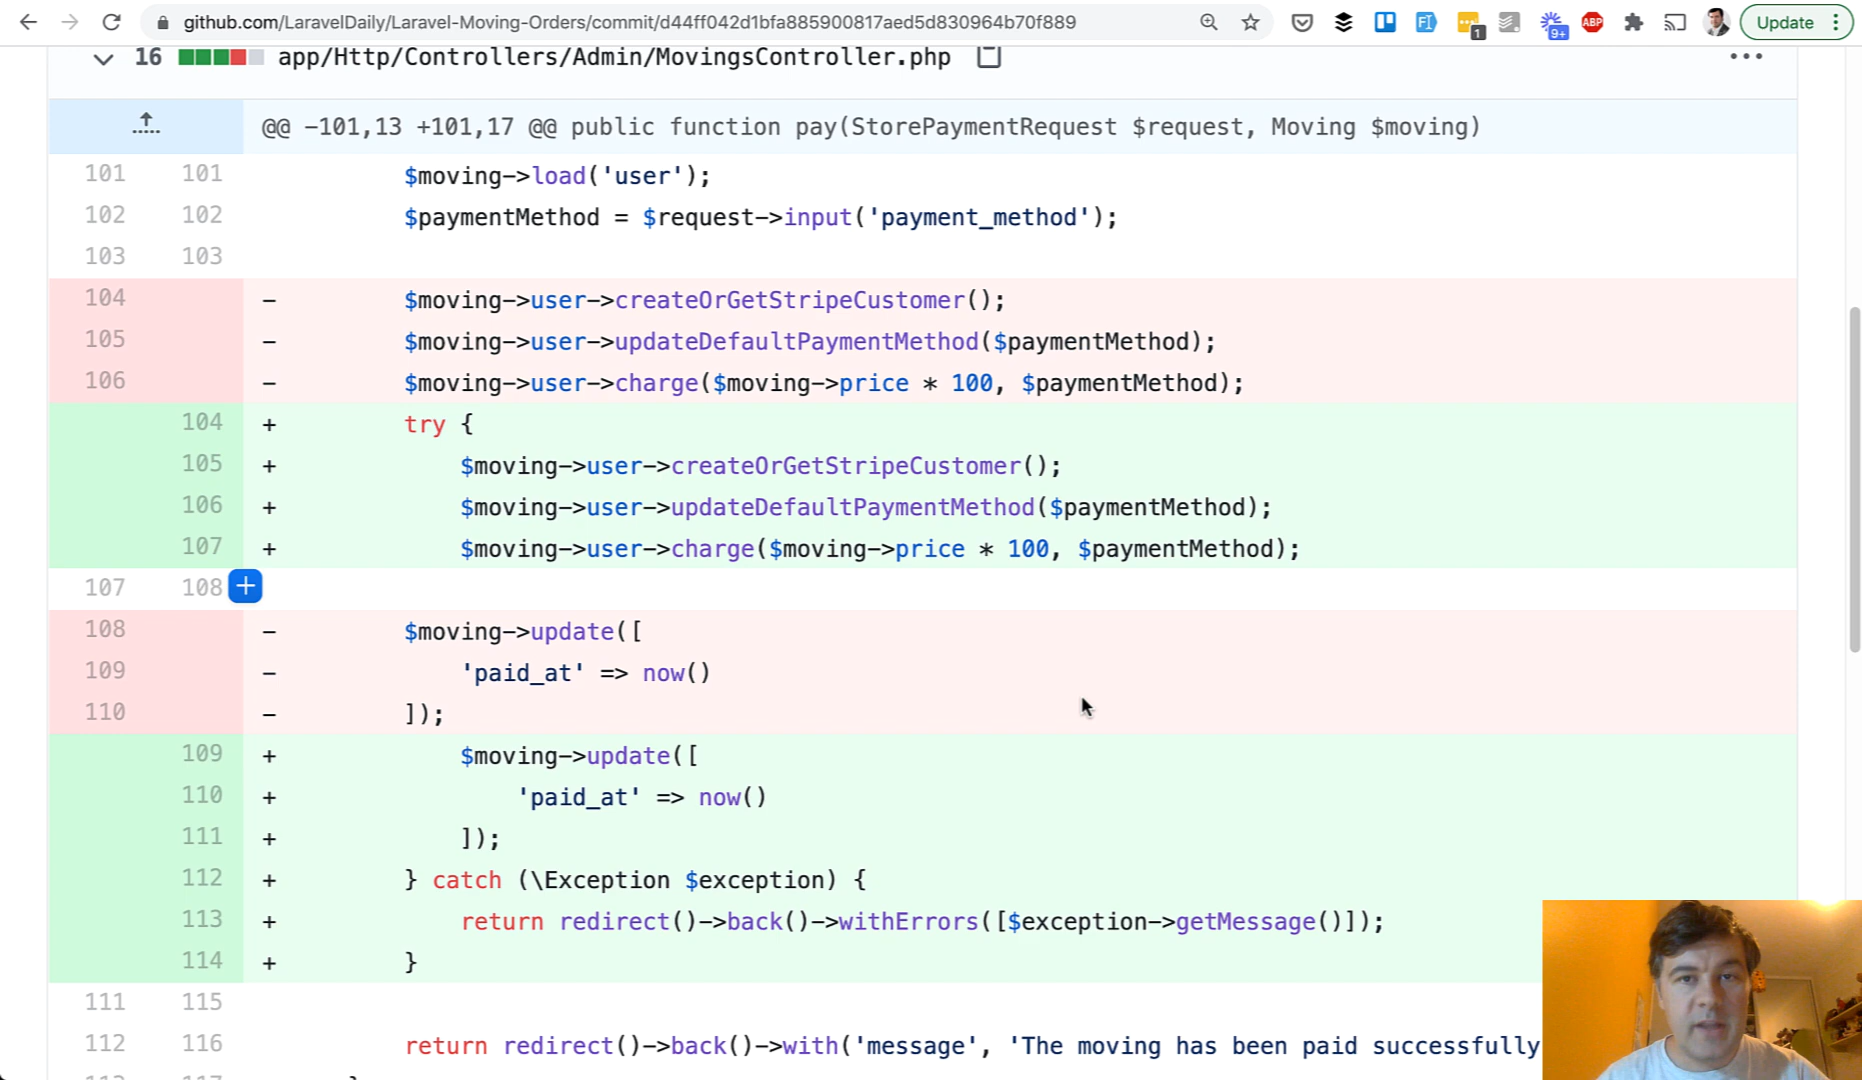 github.com/LaravelDaily/Laravel-Moving-Orders/commit/d44ff042d1bfa885900817aed5d830964b70f889
1
9+
ABP
Update
16 app/Http/Controllers/Admin/MovingsController.php
@@ -101,13 +101,17 @@ public function pay(StorePaymentRequest $request, Moving $moving)
101 101 $moving->load('user');
102 102 $paymentMethod = $request->input('payment_method');
103 103
104 - $moving->user->createOrGetStripeCustomer();
105 - $moving->user->updateDefaultPaymentMethod($paymentMethod);
106 - $moving->user->charge($moving->price * 100, $paymentMethod);
104 + try {
105 + $moving->user->createOrGetStripeCustomer();
106 + $moving->user->updateDefaultPaymentMethod($paymentMethod);
107 + $moving->user->charge($moving->price * 100, $paymentMethod);
107 108
108 - $moving->update([
109 - 'paid_at' => now()
110 - ]);
109 + $moving->update([
110 + 'paid_at' => now()
111 + ]);
112 + } catch (\Exception $exception) {
113 + return redirect()->back()->withErrors([$exception->getMessage()]);
114 + }
111 115
112 116 return redirect()->back()->with('message', 'The moving has been paid successfully